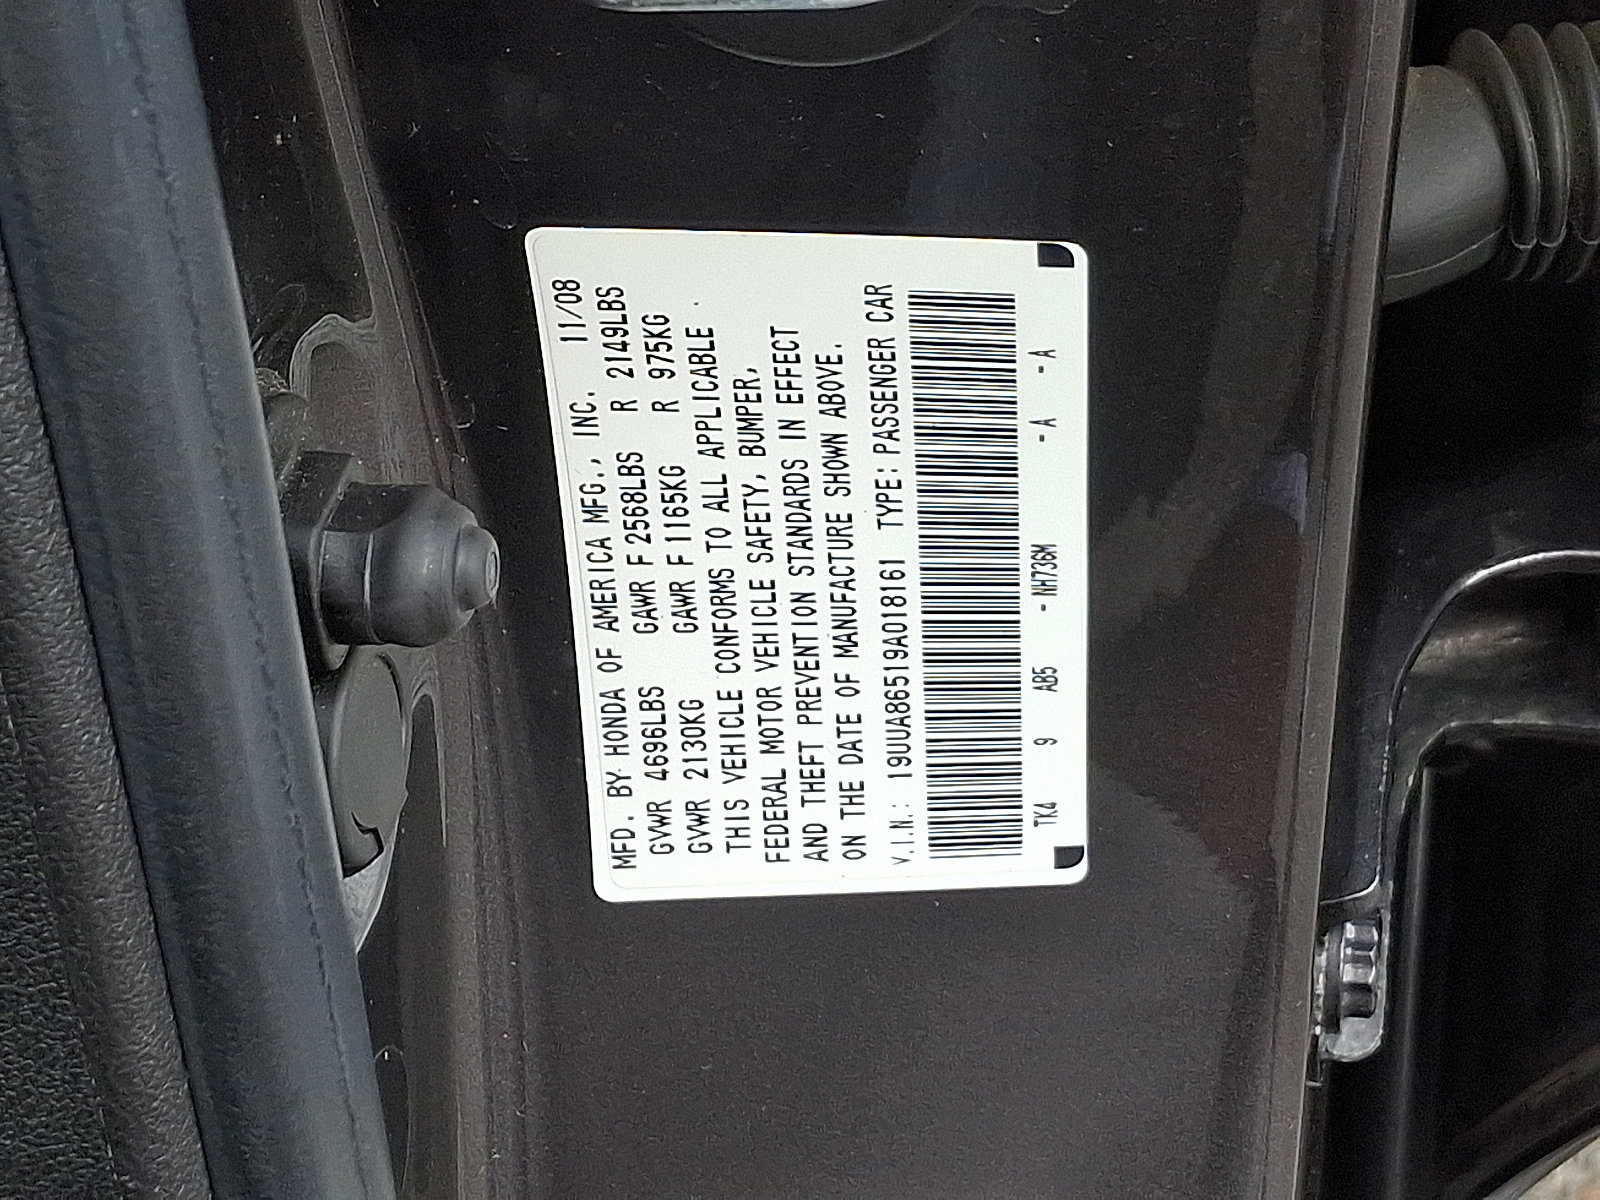 MFD. BY HONDA OF AMERICA MFG., INC. 11/08
GVWR 4696LBS GAWR F 2568LBS R 2149LBS
GVWR 2130KG GAWR F 1165KG R 975KG
THIS VEHICLE CONFORMS TO ALL APPLICABLE
FEDERAL MOTOR VEHICLE SAFETY, BUMPER,
AND THEFT PREVENTION STANDARDS IN EFFECT
ON THE DATE OF MANUFACTURE SHOWN ABOVE.
V.I.N.: 19UUA86519A018161 TYPE: PASSENGER CAR
TK4 9 AB5 - NH736M - A - A